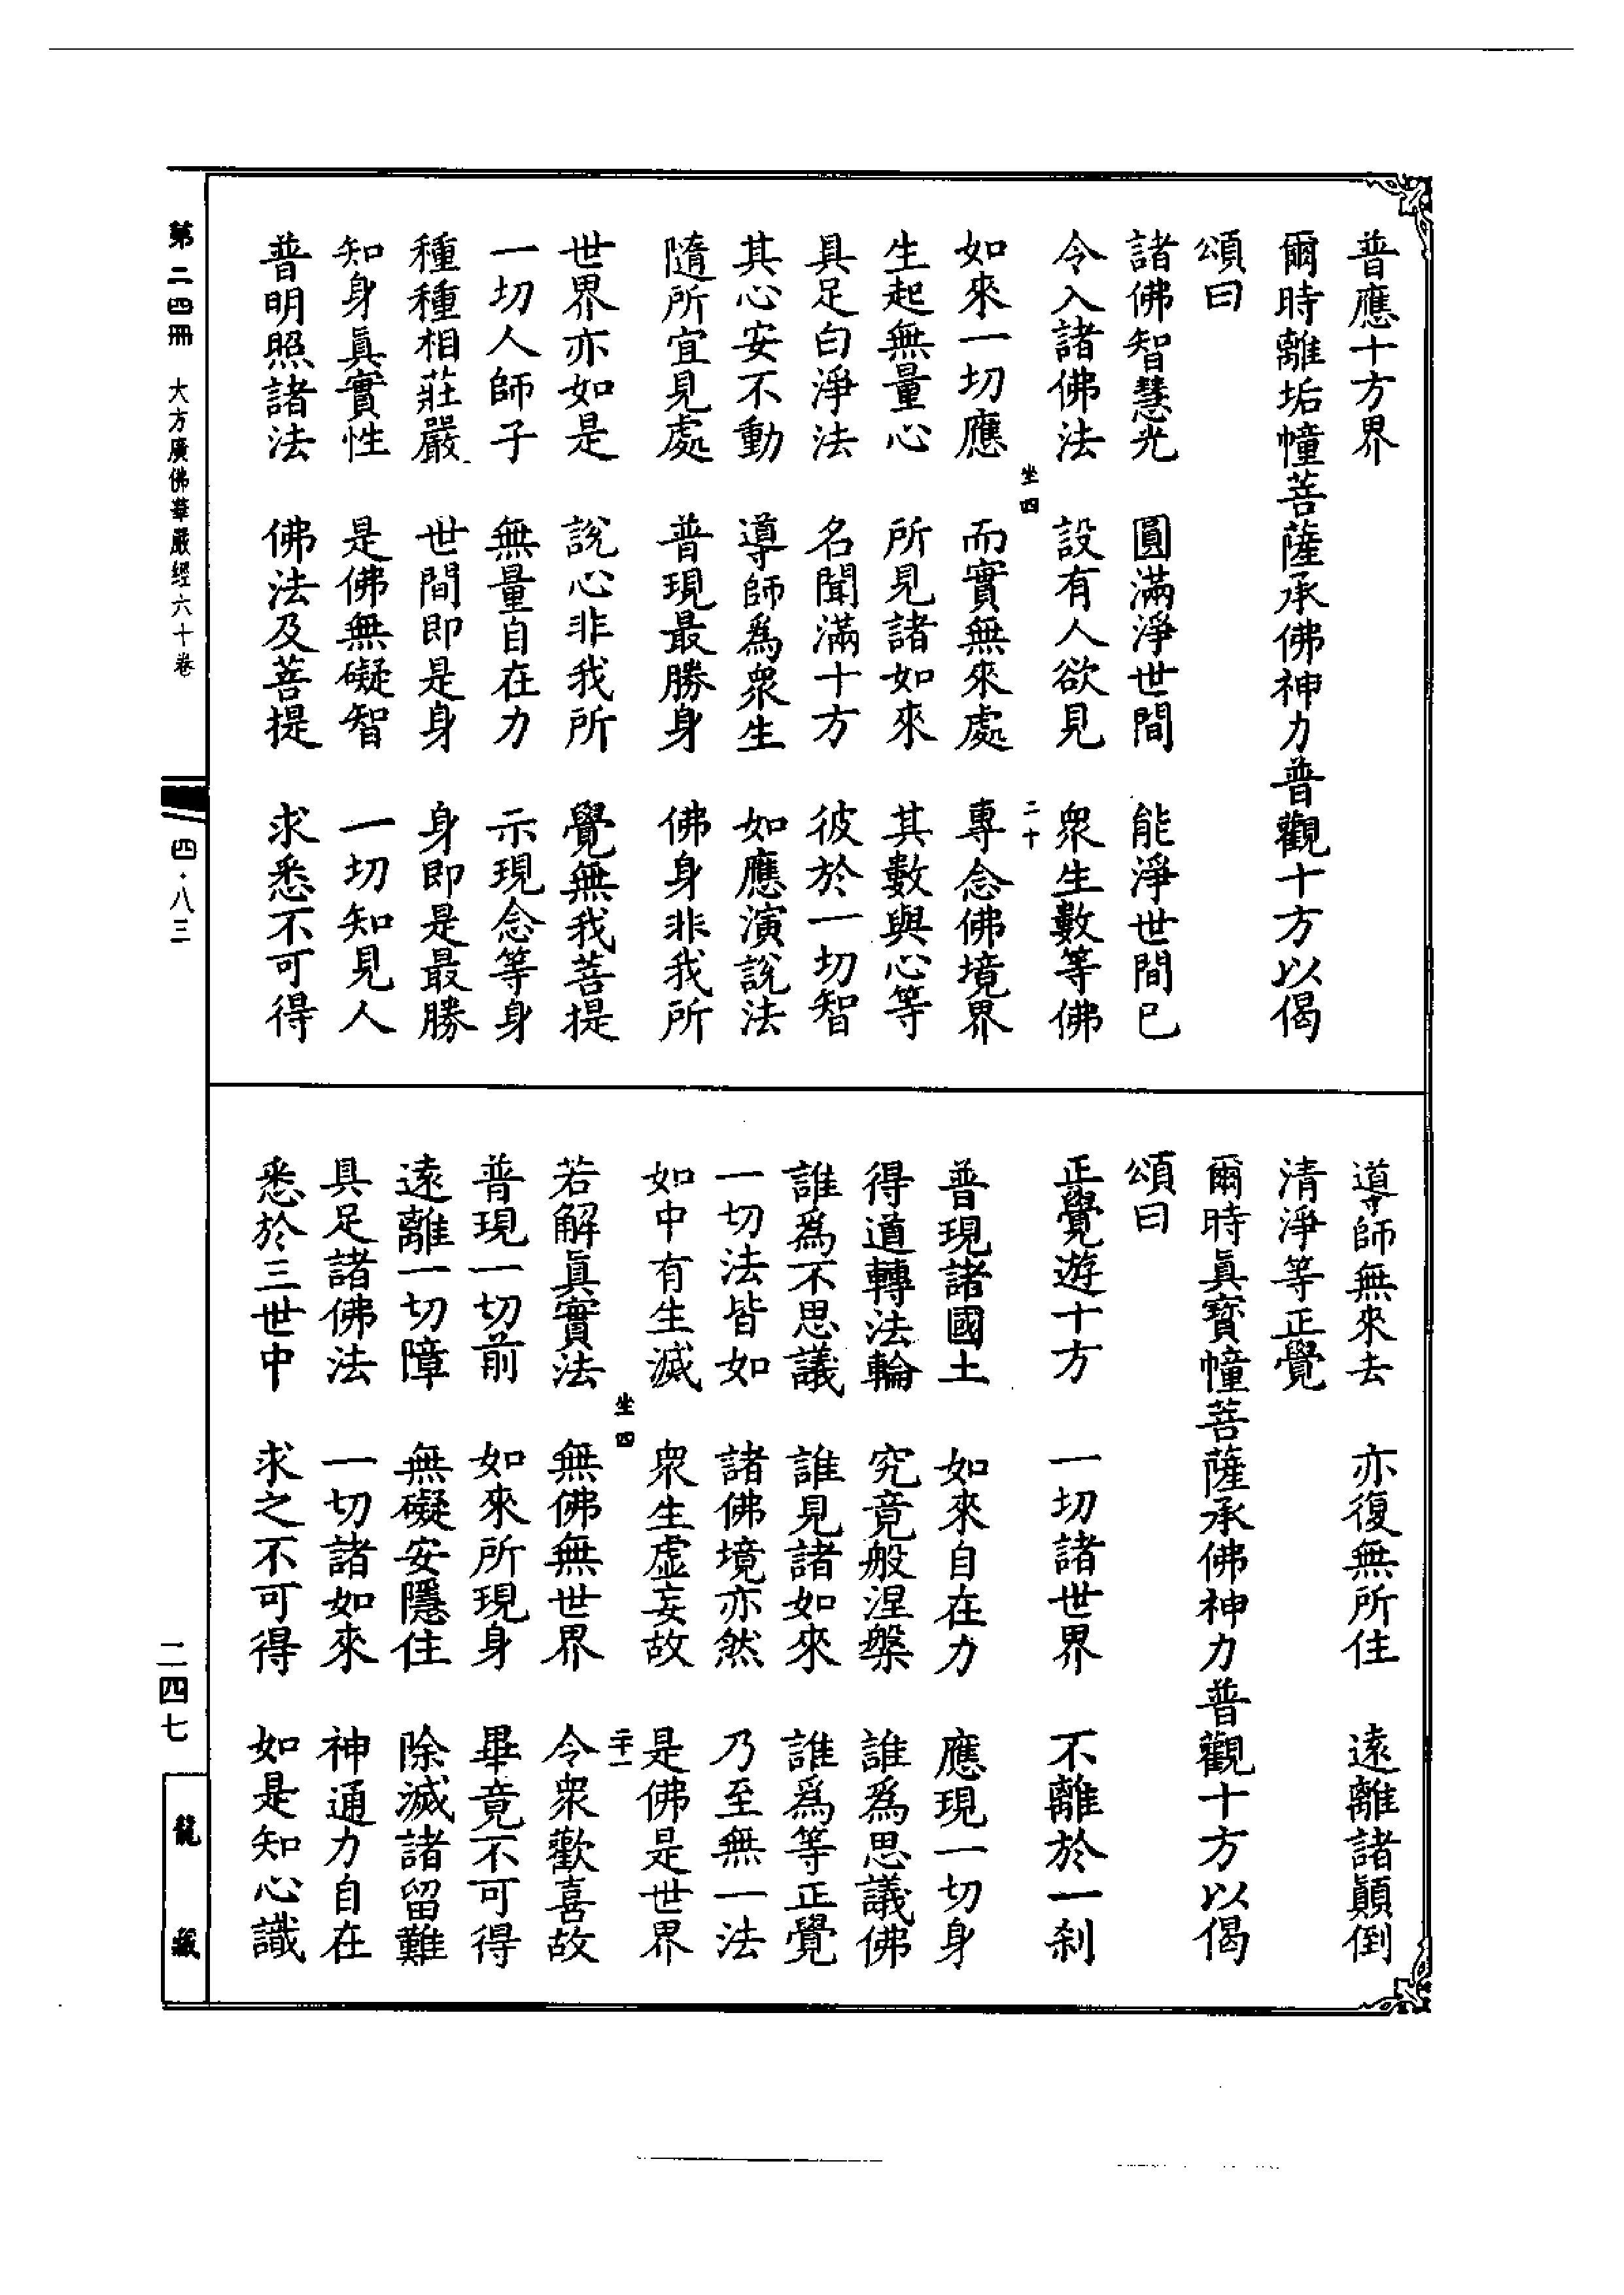 普應十方界
爾時離垢幢菩薩承佛神力普觀十方以偈
頌曰
諸佛智慧光　圓滿淨世間　能淨世間已
令入諸佛法　設有人欲見　衆生數等佛
坐四　二十
如來一切應　而實無來處　專念佛境界
生起無量心　所見諸如來　其數與心等
具足白淨法　名聞滿十方　彼於一切智
其心安不動　導師爲衆生　如應演說法
隨所宜見處　普現最勝身　佛身非我所
世界亦如是　說心非我所　覺無我菩提
一切人師子　無量自在力　示現念等身
種種相莊嚴　世間即是身　身即是最勝
知身眞實性　是佛無礙智　一切知見人
普明照諸法　佛法及菩提　求悉不可得
導師無來去　亦復無所住　遠離諸顛倒
清淨等正覺
爾時眞寶幢菩薩承佛神力普觀十方以偈
頌曰
正覺遊十方　一切諸世界　不離於一刹
普現諸國土　如來自在力　應現一切身
得道轉法輪　究竟般涅槃　誰爲思議佛
誰爲不思議　誰見諸如來　誰爲等正覺
一切法皆如　諸佛境亦然　乃至無一法
如中有生滅　衆生虛妄故　是佛是世界
坐四　二十一
若解眞實法　無佛無世界　令衆歡喜故
普現一切前　如來所現身　畢竟不可得
遠離一切障　無礙安隱住　除滅諸留難
具足諸佛法　一切諸如來　神通力自在
悉於三世中　求之不可得　如是知心識
第二四冊　大方廣佛華嚴經六十卷　四·八三
二四七
龍藏